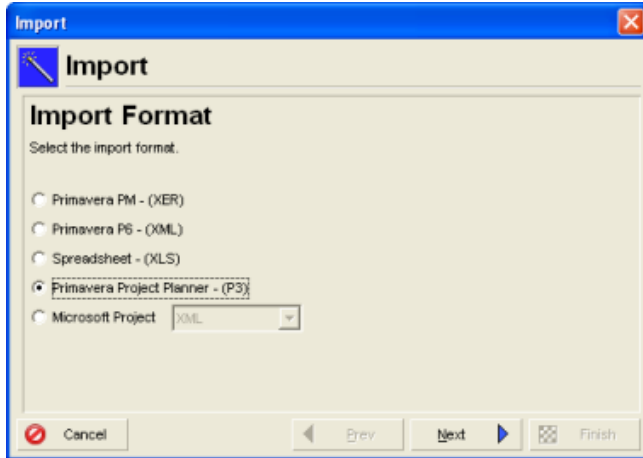 Import
Import
Import Format
Select the import format.
Primavera PM - (XER)
Primavera P6 - (XML)
Spreadsheet - (XLS)
Primavera Project Planner - (P3)
Microsoft Project XML
Cancel Prev Next Finish